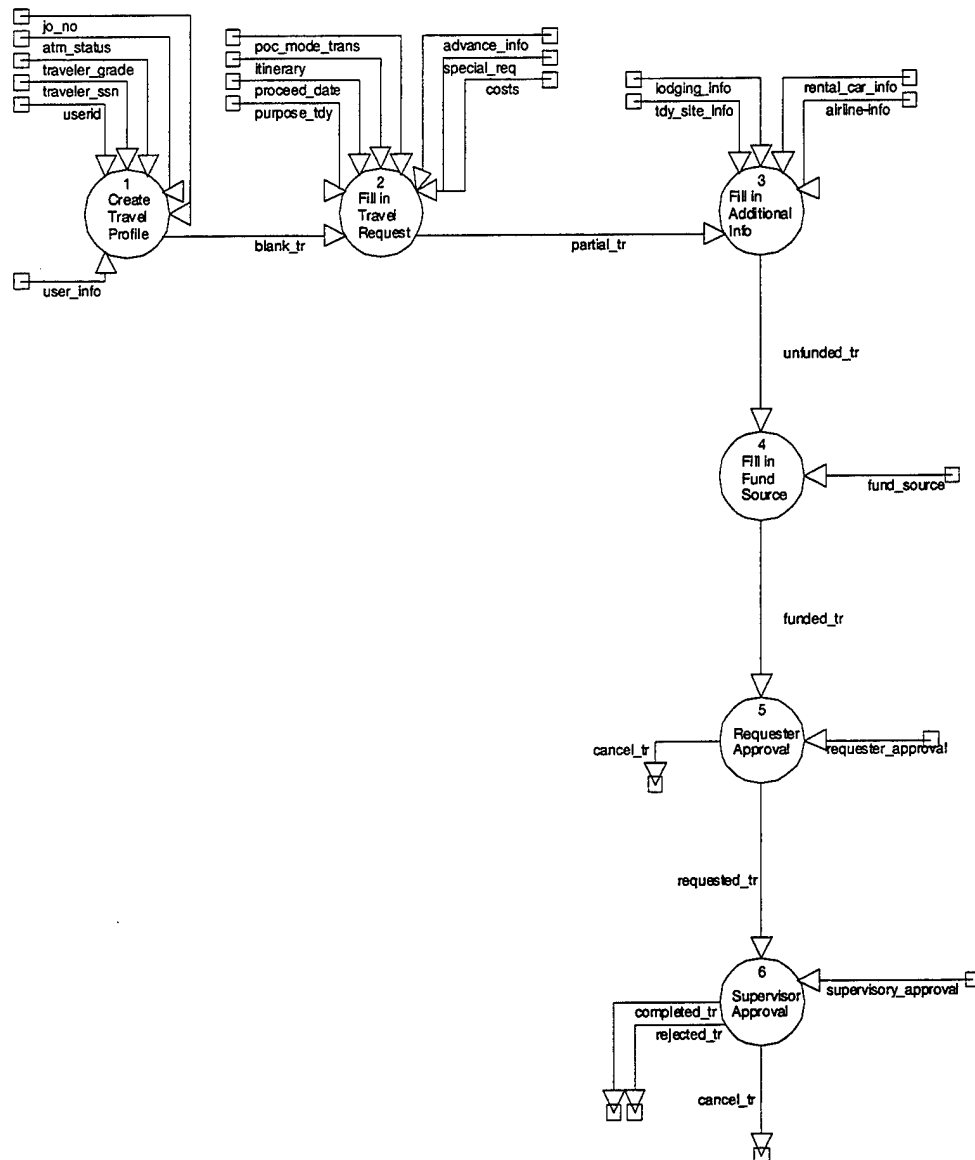 jo_no
atm_status
traveler_grade
traveler_ssn
userid
1
Create
Travel
Profile
user_info
blank_tr
poc_mode_trans
itinerary
proceed_date
purpose_tdy
advance_info
special_req
costs
2
Fill in
Travel
Request
partial_tr
lodging_info
tdy_site_info
rental_car_info
airline-info
3
Fill in
Additional
Info
unfunded_tr
4
Fill in
Fund
Source
fund_source
funded_tr
5
Requester
Approval
requester_approval
cancel_tr
requested_tr
6
Supervisor
Approval
supervisory_approval
completed_tr
rejected_tr
cancel_tr